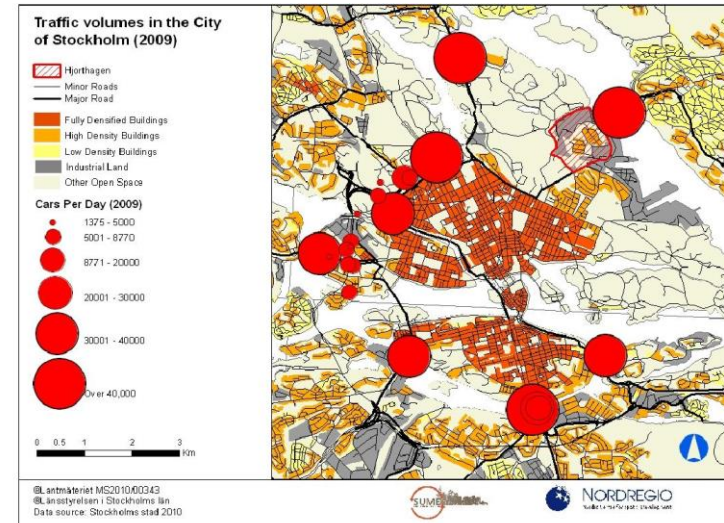 Traffic volumes in the City
of Stockholm (2009)
Hjorthagen
Minor Roads
Major Road
Fully Densified Buildings
High Density Buildings
Low Density Buildings
Industrial Land
Other Open Space
Cars Per Day (2009)
1375 - 5000
5001 - 8770
8771 - 20000
20001 - 30000
30001 - 40000
Over 40,000
0 0.5 1 2 3
Km
©Lantmäteriet MS2010/00343
©Länsstyrelsen i Stockholms län
Data source: Stockholms stad 2010
SUME
NORDREGIO